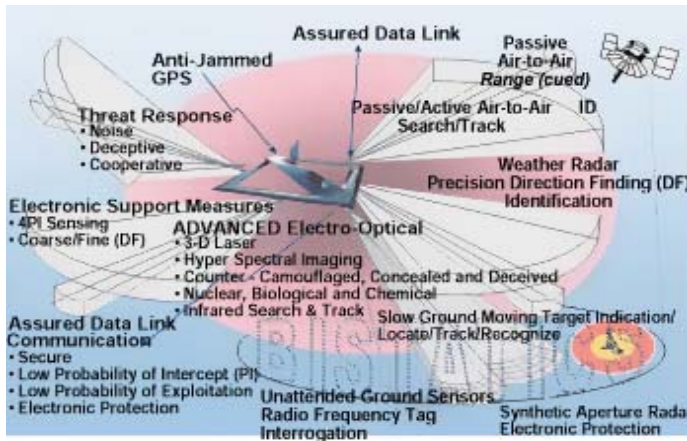 Assured Data Link
Passive
Air-to-Air
Range (cued)
Anti-Jammed
GPS
Threat Response
• Noise
• Deceptive
• Cooperative
Passive/Active Air-to-Air ID
Search/Track
Weather Radar
Precision Direction Finding (DF)
Identification
Electronic Support Measures
• 4PI Sensing
• Coarse/Fine (DF)
ADVANCED Electro-Optical
• 3-D Laser
• Hyper Spectral Imaging
• Counter - Camouflaged, Concealed and Deceived
• Nuclear, Biological and Chemical
• Infrared Search & Track
Slow Ground Moving Target Indication/
Locate/Track/Recognize
Assured Data Link
Communication
• Secure
• Low Probability of Intercept (PI)
• Low Probability of Exploitation
• Electronic Protection
BISTATIC
Unattended Ground Sensors
Radio Frequency Tag
Interrogation
Synthetic Aperture Rada
Electronic Protection